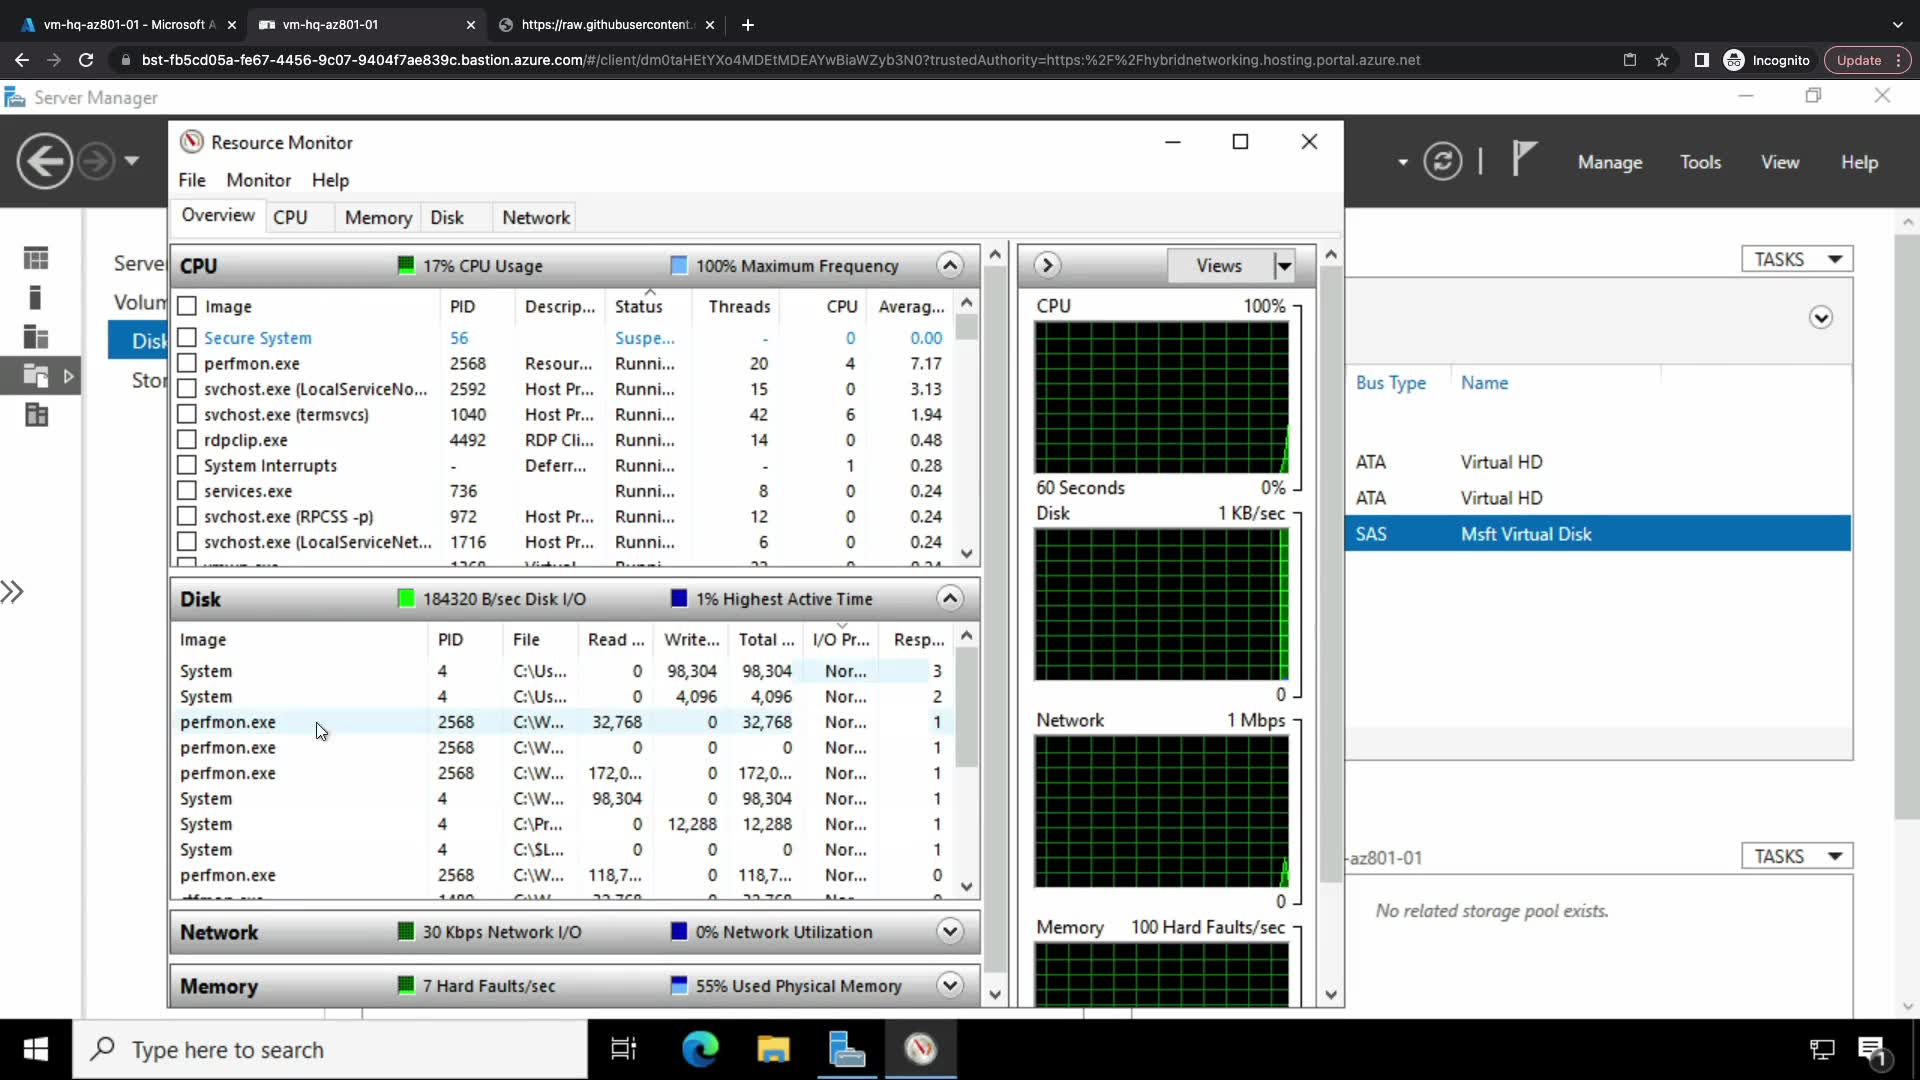 vm-hq-az801-01 - Microsoft A
vm-hq-az801-01
https://raw.githubusercontent.
bst-fb5cd05a-fe67-4456-9c07-9404f7ae839c.bastion.azure.com/#/client/dm0taHEtYXo4MDEtMDEAYwBiaWZyb3N0?trustedAuthority=https:%2F%2Fhybridnetworking.hosting.portal.azure.net
Incognito
Update
Server Manager
Manage
Tools
View
Help
Resource Monitor
File Monitor Help
Overview CPU Memory Disk Network
CPU 17% CPU Usage 100% Maximum Frequency
Image PID Descrip... Status Threads CPU Averag...
Secure System 56 Suspe... - 0 0.00
perfmon.exe 2568 Resour... Runni... 20 4 7.17
svchost.exe (LocalServiceNo... 2592 Host Pr... Runni... 15 0 3.13
svchost.exe (termsvcs) 1040 Host Pr... Runni... 42 6 1.94
rdpclip.exe 4492 RDP Cli... Runni... 14 0 0.48
System Interrupts - Deferr... Runni... - 1 0.28
services.exe 736 Runni... 8 0 0.24
svchost.exe (RPCSS -p) 972 Host Pr... Runni... 12 0 0.24
svchost.exe (LocalServiceNet... 1716 Host Pr... Runni... 6 0 0.24
Disk 184320 B/sec Disk I/O 1% Highest Active Time
Image PID File Read ... Write... Total ... I/O Pr... Resp...
System 4 C:\Us... 0 98,304 98,304 Nor... 3
System 4 C:\Us... 0 4,096 4,096 Nor... 2
perfmon.exe 2568 C:\W... 32,768 0 32,768 Nor... 1
perfmon.exe 2568 C:\W... 0 0 0 Nor... 1
perfmon.exe 2568 C:\W... 172,0... 0 172,0... Nor... 1
System 4 C:\W... 98,304 0 98,304 Nor... 1
System 4 C:\Pr... 0 12,288 12,288 Nor... 1
System 4 C:\$L... 0 0 0 Nor... 1
perfmon.exe 2568 C:\W... 118,7... 0 118,7... Nor... 0
Network 30 Kbps Network I/O 0% Network Utilization
Memory 7 Hard Faults/sec 55% Used Physical Memory
Views
CPU 100%
60 Seconds 0%
Disk 1 KB/sec
0
Network 1 Mbps
0
Memory 100 Hard Faults/sec
Serve
Volum
Disk
Stor
TASKS
Bus Type Name
ATA Virtual HD
ATA Virtual HD
SAS Msft Virtual Disk
-az801-01
TASKS
No related storage pool exists.
Type here to search
1